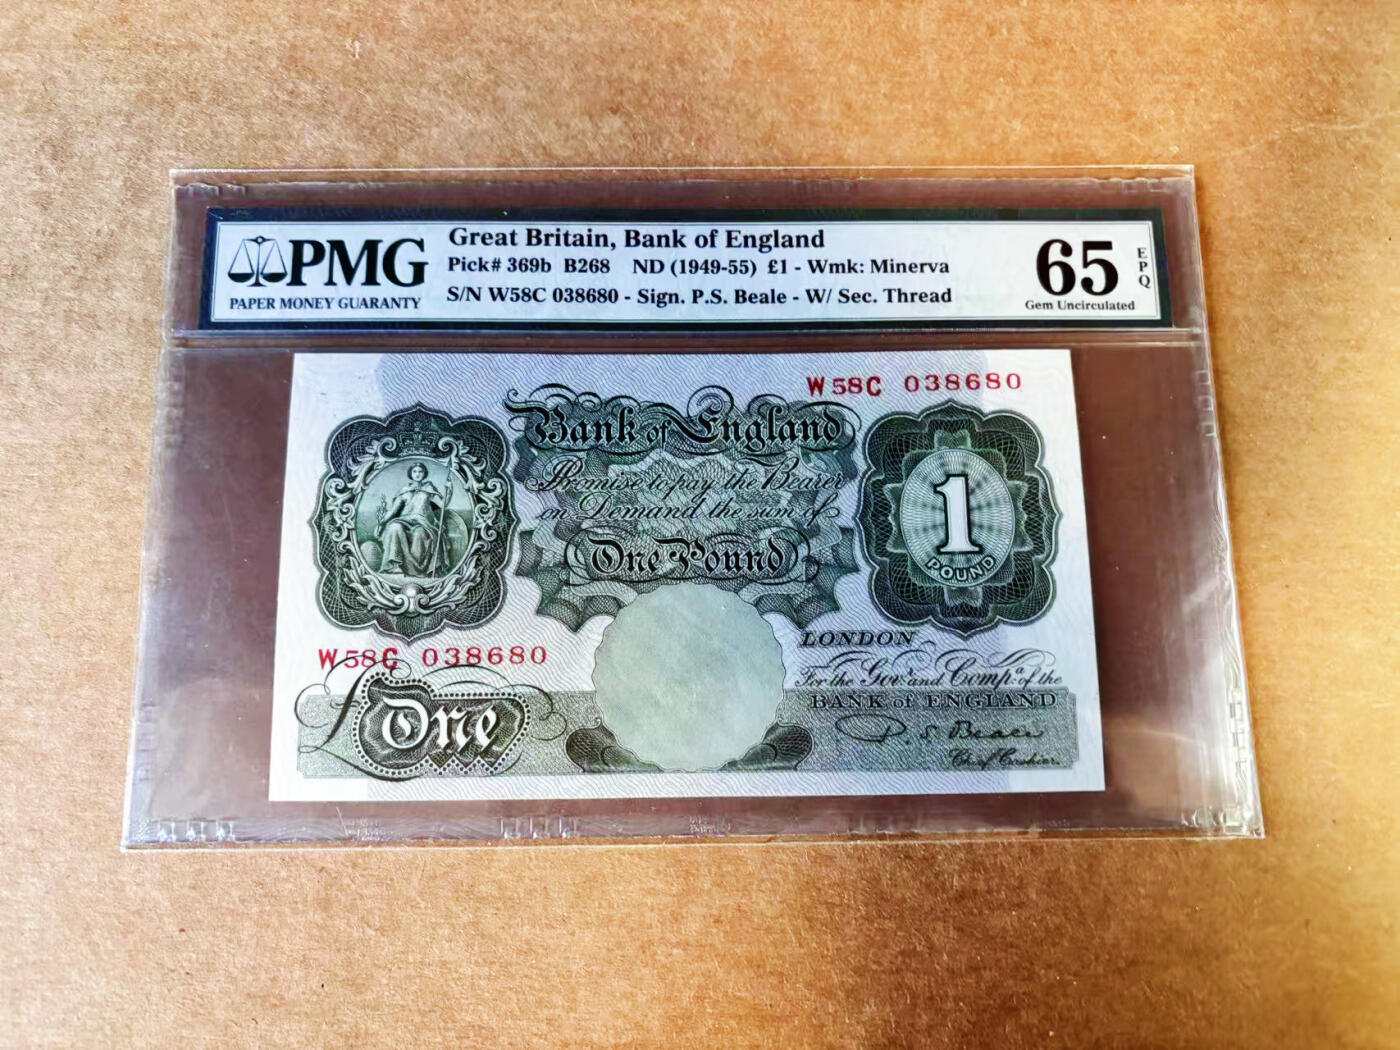 PMG
PAPER MONEY GUARANTY
Great Britain, Bank of England
Pick# 369b B268 ND (1949-55) £1 - Wmk: Minerva
S/N W58C 038680 - Sign. P.S. Beale - W/ Sec. Thread
65
EPQ
Gem Uncirculated
W58C 038680
Bank of England
Promise to pay the Bearer
on Demand the sum of
One Pound
1
POUND
W58C 038680
£One
LONDON
For the Govr. and Compa. of the
BANK of ENGLAND
P. S. Beale
Chief Cashier.